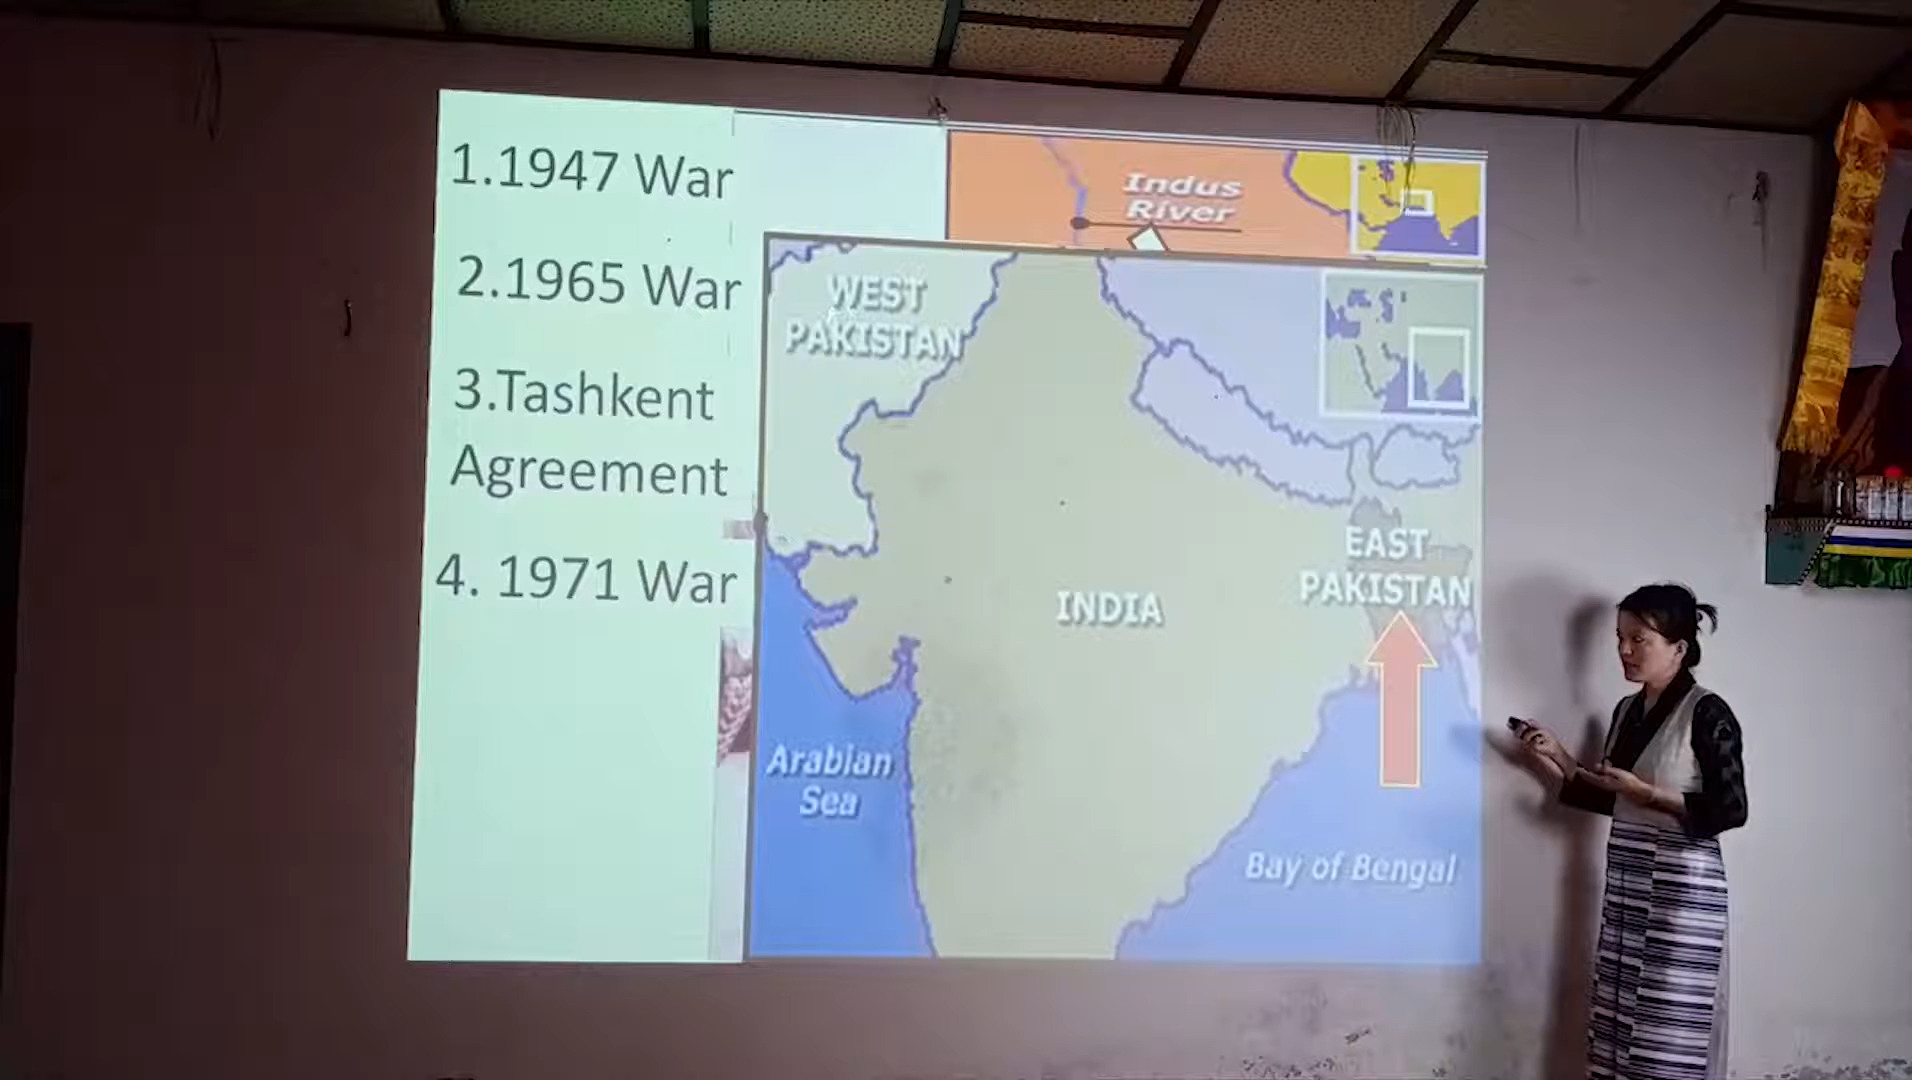 1.1947 War
2.1965 War
3.Tashkent
Agreement
4. 1971 War
Indus
River
WEST
PAKISTAN
EAST
PAKISTAN
INDIA
Arabian
Sea
Bay of Bengal